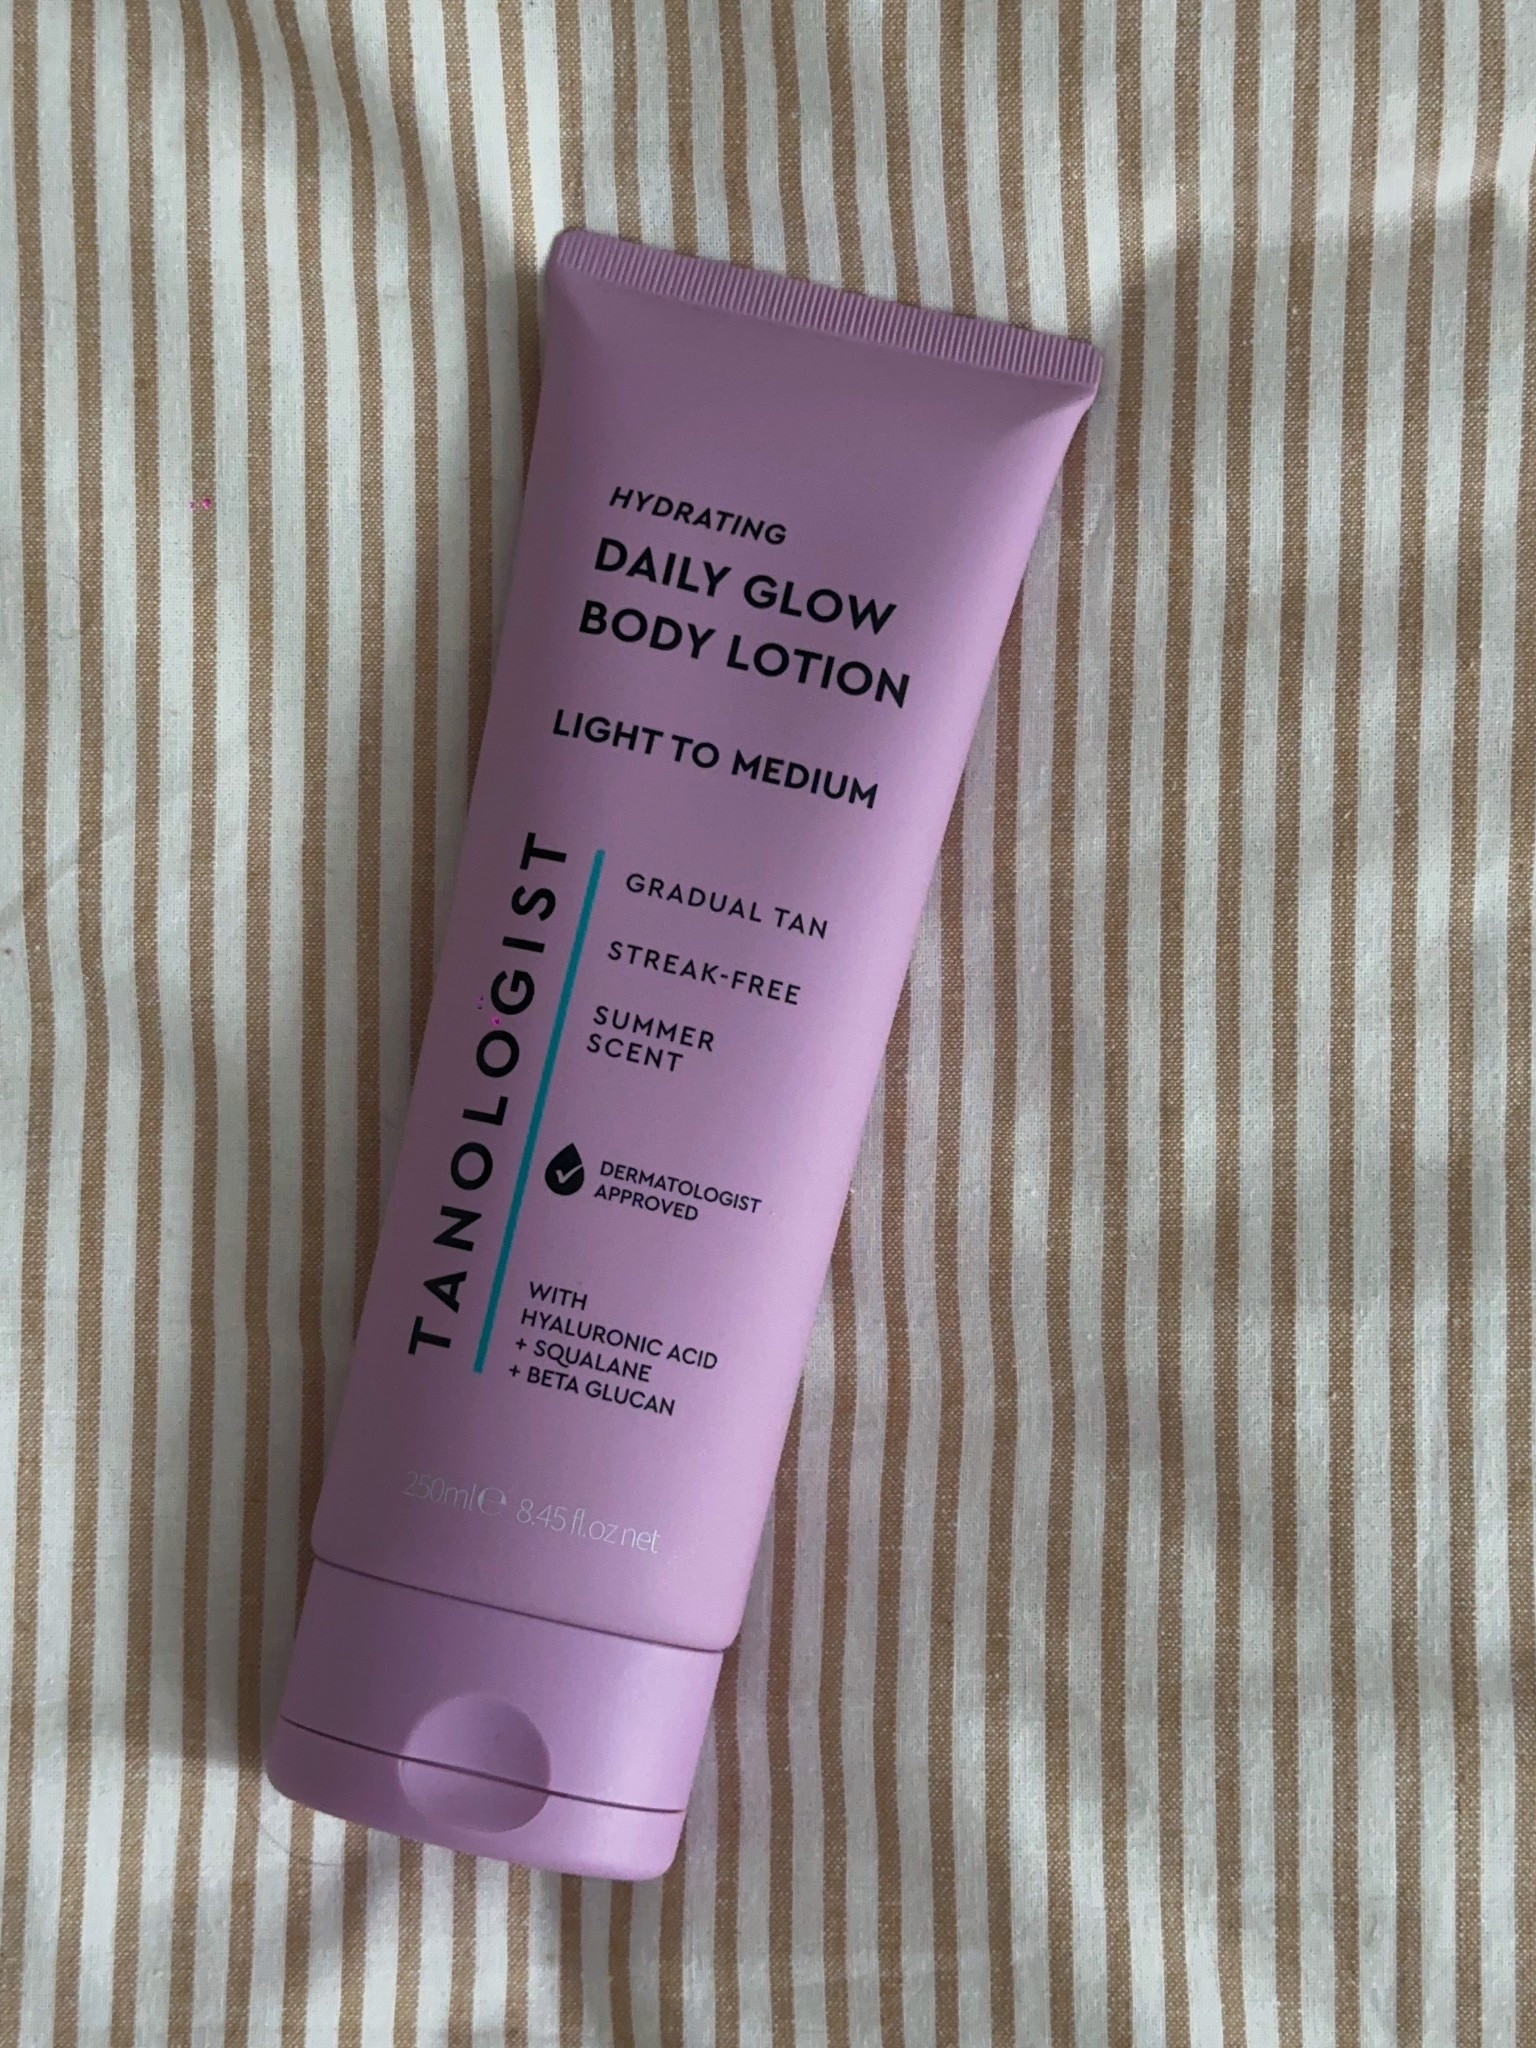 HYDRATING
DAILY GLOW
BODY LOTION
LIGHT TO MEDIUM
TANOLOGIST
GRADUAL TAN
STREAK-FREE
SUMMER
SCENT
DERMATOLOGIST
APPROVED
WITH
HYALURONIC ACID
+ SQUALANE
+ BETA GLUCAN
250ml℮ 8.45 fl.oz net